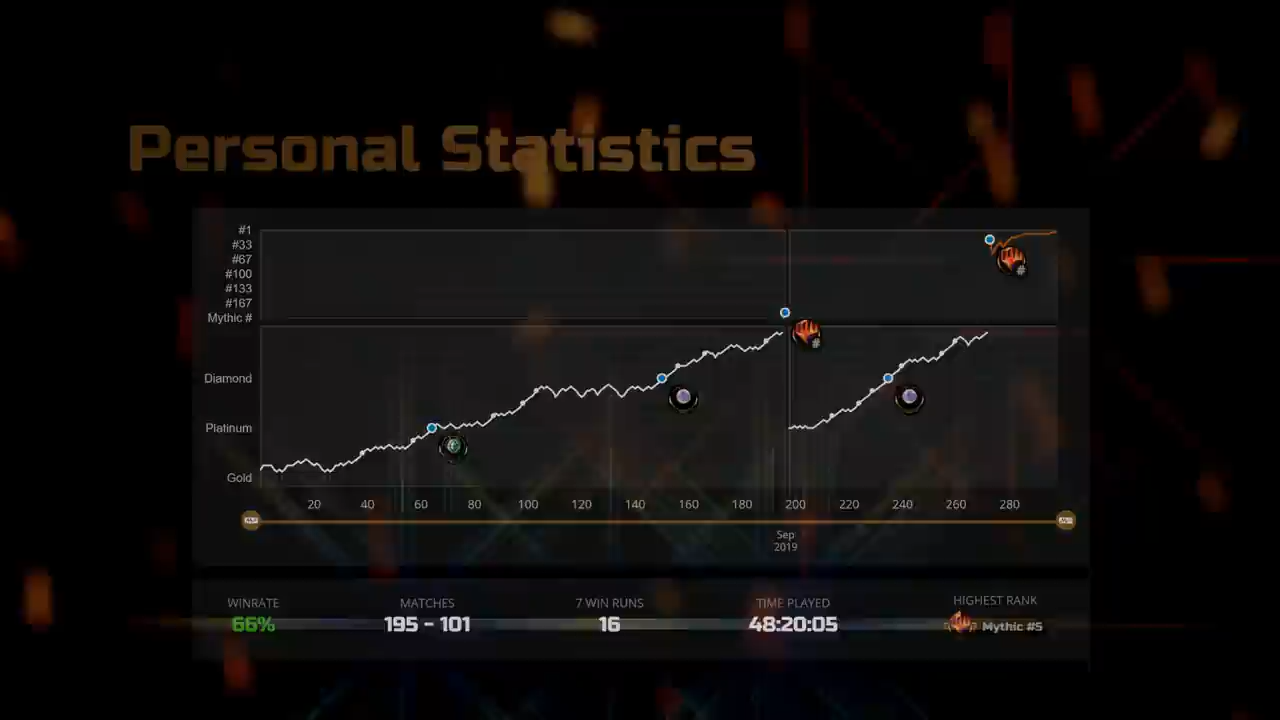 Personal Statistics
#1
#33
#67
#100
#133
#167
Mythic #
Diamond
Platinum
Gold
20 40 60 80 100 120 140 160 180 200 220 240 260 280
Sep
2019
WINRATE MATCHES 7 WIN RUNS TIME PLAYED HIGHEST RANK
66% 195 - 101 16 48:20:05 Mythic #5